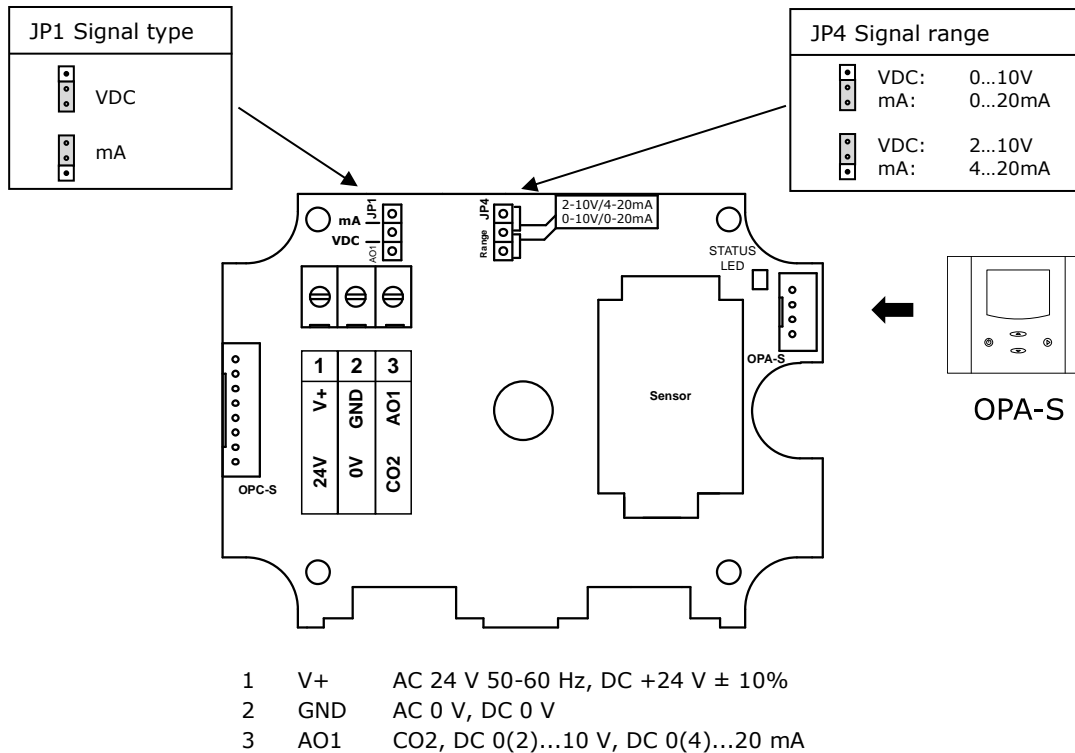 JP1 Signal type
VDC
mA
JP4 Signal range
VDC: 0...10V
mA: 0...20mA
VDC: 2...10V
mA: 4...20mA
JP1
mA
VDC
AO1
JP4
Range
2-10V/4-20mA
0-10V/0-20mA
STATUS
LED
OPA-S
OPA-S
1 2 3
V+ GND AO1
24V 0V CO2
OPC-S
Sensor
1 V+ AC 24 V 50-60 Hz, DC +24 V ± 10%
2 GND AC 0 V, DC 0 V
3 AO1 CO2, DC 0(2)...10 V, DC 0(4)...20 mA